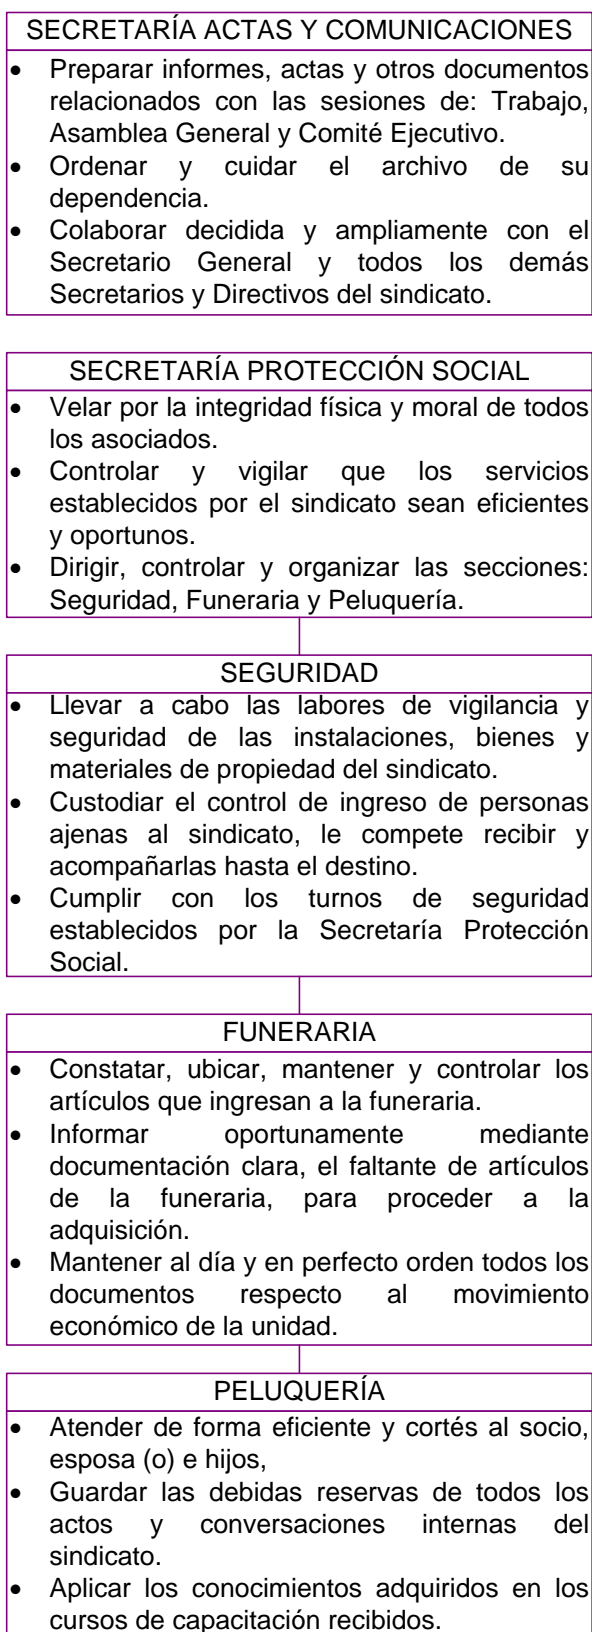 SECRETARÍA ACTAS Y COMUNICACIONES
• Preparar informes, actas y otros documentos
relacionados con las sesiones de: Trabajo,
Asamblea General y Comité Ejecutivo.
• Ordenar y cuidar el archivo de su
dependencia.
• Colaborar decidida y ampliamente con el
Secretario General y todos los demás
Secretarios y Directivos del sindicato.
SECRETARÍA PROTECCIÓN SOCIAL
• Velar por la integridad física y moral de todos
los asociados.
• Controlar y vigilar que los servicios
establecidos por el sindicato sean eficientes
y oportunos.
• Dirigir, controlar y organizar las secciones:
Seguridad, Funeraria y Peluquería.
SEGURIDAD
• Llevar a cabo las labores de vigilancia y
seguridad de las instalaciones, bienes y
materiales de propiedad del sindicato.
• Custodiar el control de ingreso de personas
ajenas al sindicato, le compete recibir y
acompañarlas hasta el destino.
• Cumplir con los turnos de seguridad
establecidos por la Secretaría Protección
Social.
FUNERARIA
• Constatar, ubicar, mantener y controlar los
artículos que ingresan a la funeraria.
• Informar oportunamente mediante
documentación clara, el faltante de artículos
de la funeraria, para proceder a la
adquisición.
• Mantener al día y en perfecto orden todos los
documentos respecto al movimiento
económico de la unidad.
PELUQUERÍA
• Atender de forma eficiente y cortés al socio,
esposa (o) e hijos,
• Guardar las debidas reservas de todos los
actos y conversaciones internas del
sindicato.
• Aplicar los conocimientos adquiridos en los
cursos de capacitación recibidos.